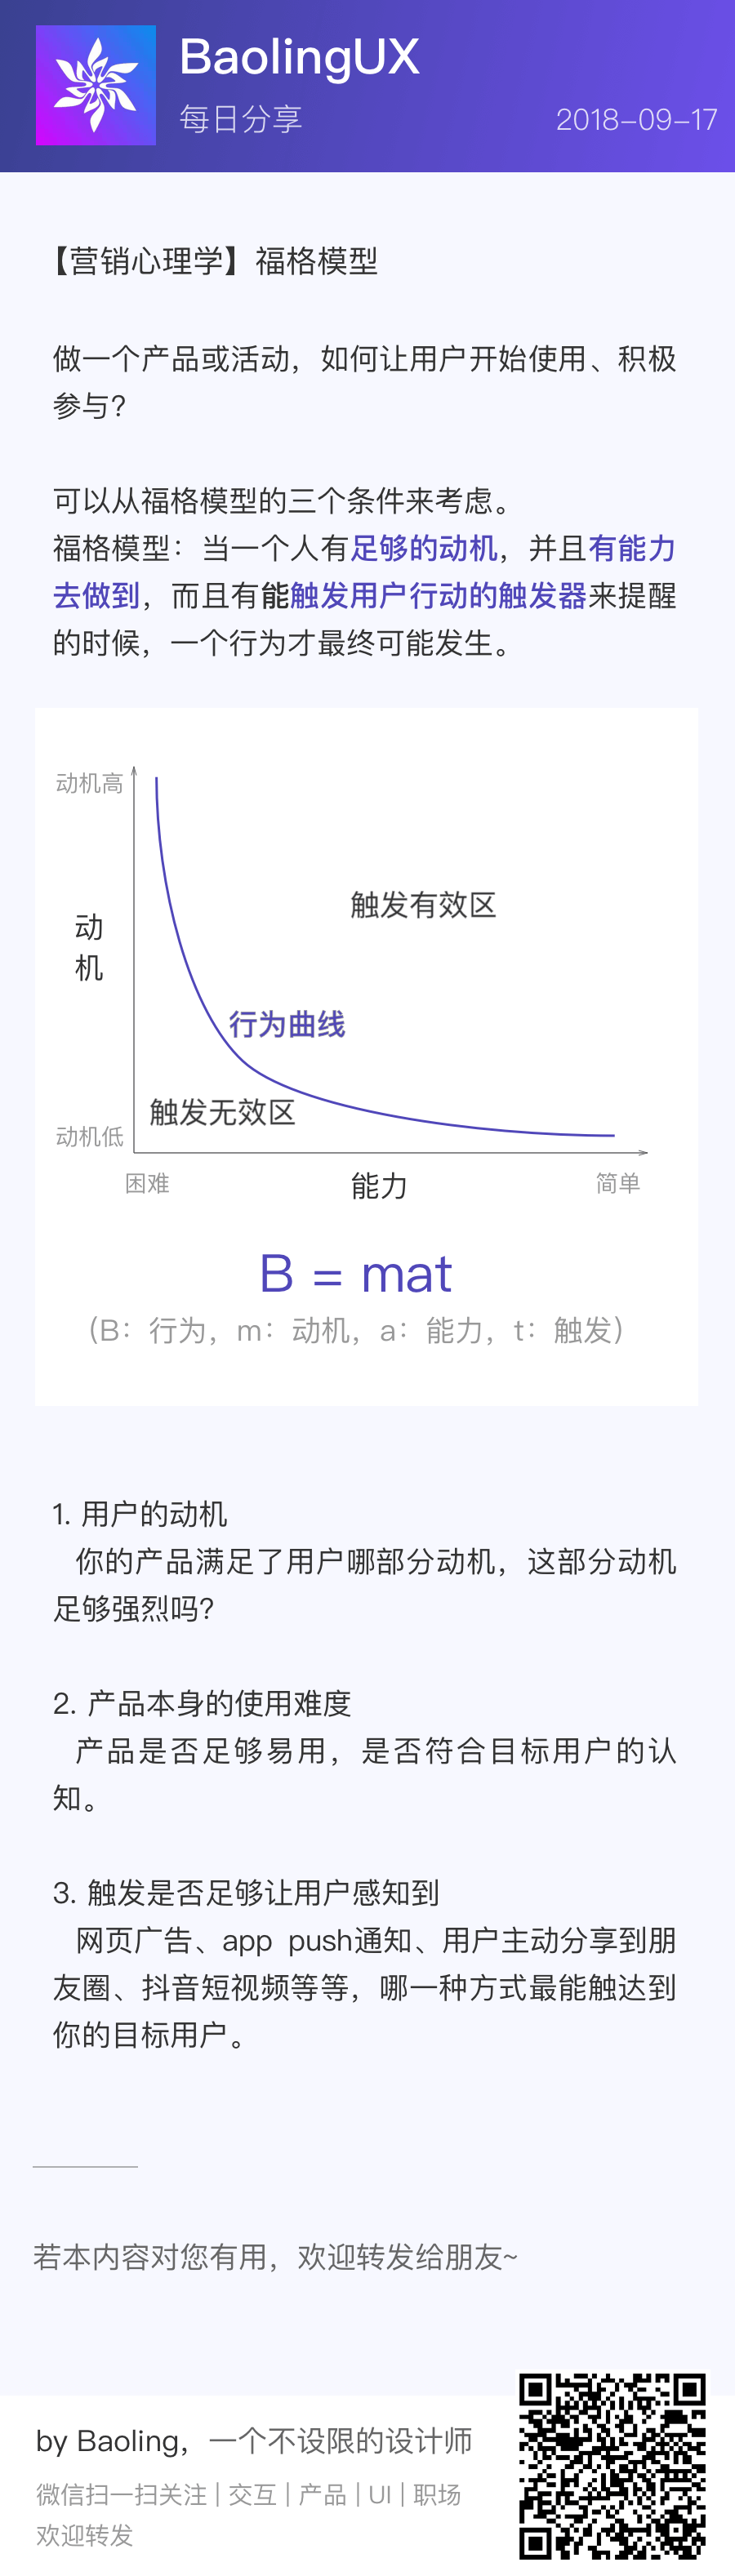 BaolingUX
每日分享
2018-09-17
【营销心理学】福格模型
做一个产品或活动，如何让用户开始使用、积极
参与？
可以从福格模型的三个条件来考虑。
福格模型：当一个人有足够的动机，并且有能力
去做到，而且有能触发用户行动的触发器来提醒
的时候，一个行为才最终可能发生。
动机高
触发有效区
动
机
行为曲线
触发无效区
动机低
困难
能力
简单
B = mat
（B：行为，m：动机，a：能力，t：触发）
1. 用户的动机
你的产品满足了用户哪部分动机，这部分动机
足够强烈吗？
2. 产品本身的使用难度
产品是否足够易用，是否符合目标用户的认
知。
3. 触发是否足够让用户感知到
网页广告、app push通知、用户主动分享到朋
友圈、抖音短视频等等，哪一种方式最能触达到
你的目标用户。
若本内容对您有用，欢迎转发给朋友~
by Baoling，一个不设限的设计师
微信扫一扫关注 | 交互 | 产品 | UI | 职场
欢迎转发